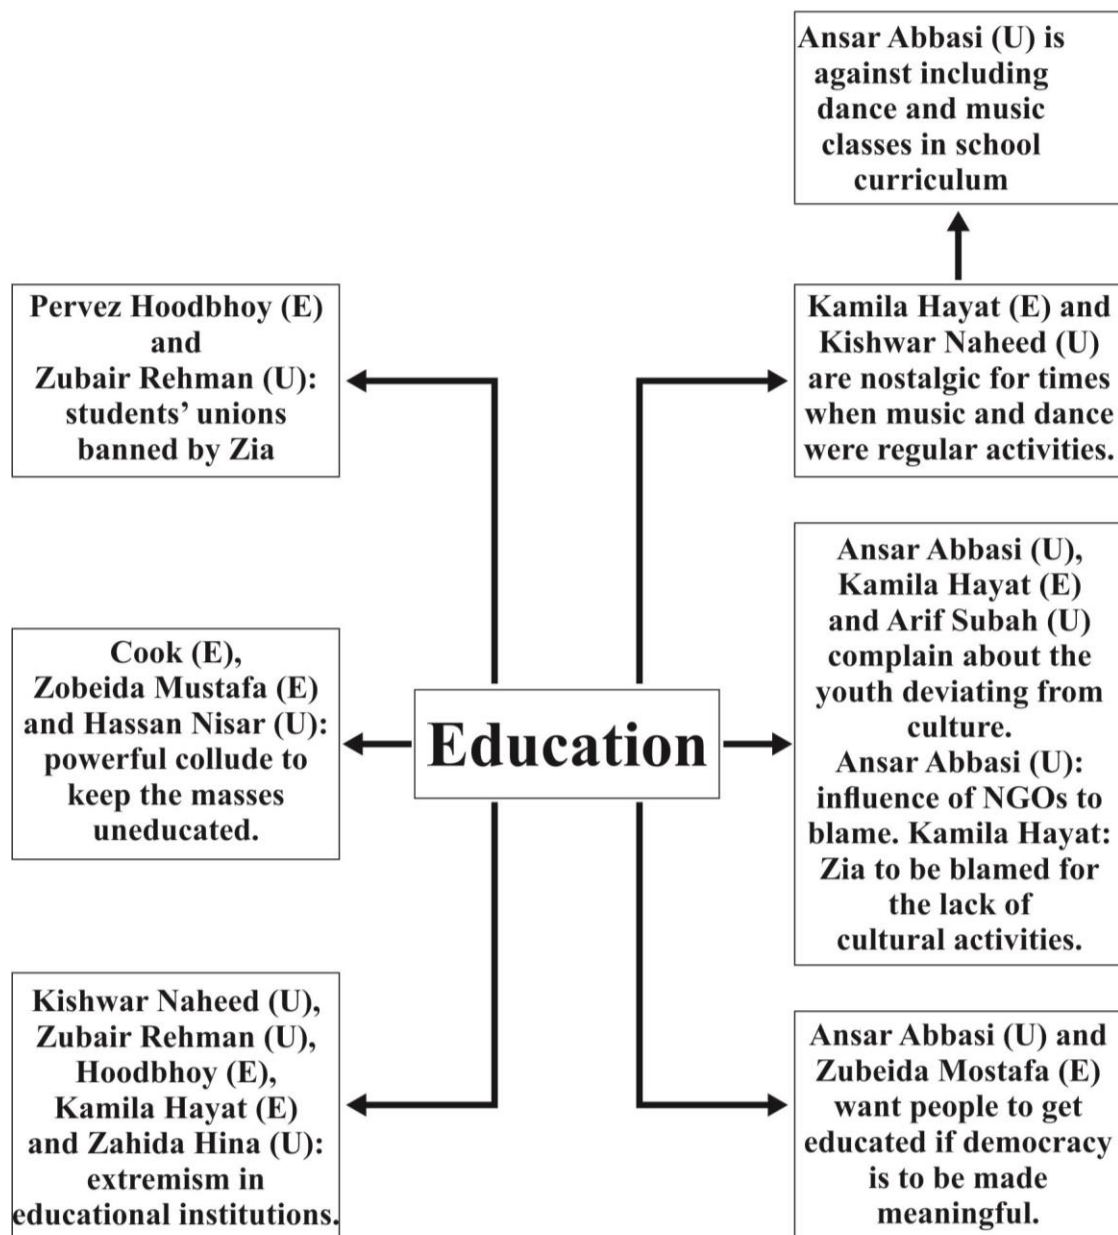 Ansar Abbasi (U) is
against including
dance and music
classes in school
curriculum
Pervez Hoodbhoy (E)
and
Zubair Rehman (U):
students’ unions
banned by Zia
Kamila Hayat (E) and
Kishwar Naheed (U)
are nostalgic for times
when music and dance
were regular activities.
Cook (E),
Zobeida Mustafa (E)
and Hassan Nisar (U):
powerful collude to
keep the masses
uneducated.
Education
Ansar Abbasi (U),
Kamila Hayat (E)
and Arif Subah (U)
complain about the
youth deviating from
culture.
Ansar Abbasi (U):
influence of NGOs to
blame. Kamila Hayat:
Zia to be blamed for
the lack of
cultural activities.
Kishwar Naheed (U),
Zubair Rehman (U),
Hoodbhoy (E),
Kamila Hayat (E)
and Zahida Hina (U):
extremism in
educational institutions.
Ansar Abbasi (U) and
Zubeida Mostafa (E)
want people to get
educated if democracy
is to be made
meaningful.